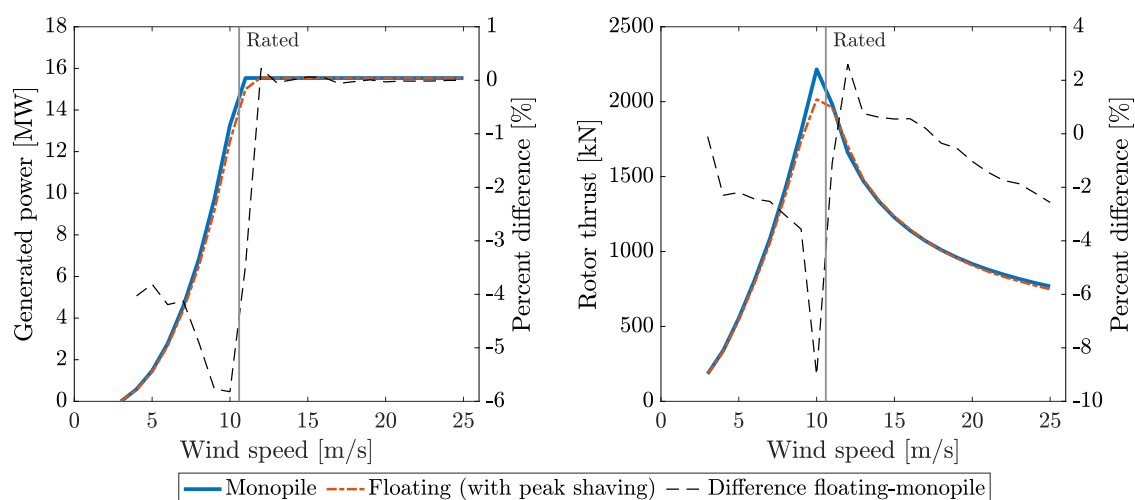 Generated power [MW]
18
16
14
12
10
8
6
4
2
0
0 5 10 15 20 25
Wind speed [m/s]
Rated
1
0
-1
-2
-3
-4
-5
-6
Percent difference [%]
Rotor thrust [kN]
2500
2000
1500
1000
500
0
0 5 10 15 20 25
Wind speed [m/s]
Rated
4
2
0
-2
-4
-6
-8
-10
Percent difference [%]
Monopile Floating (with peak shaving) Difference floating-monopile